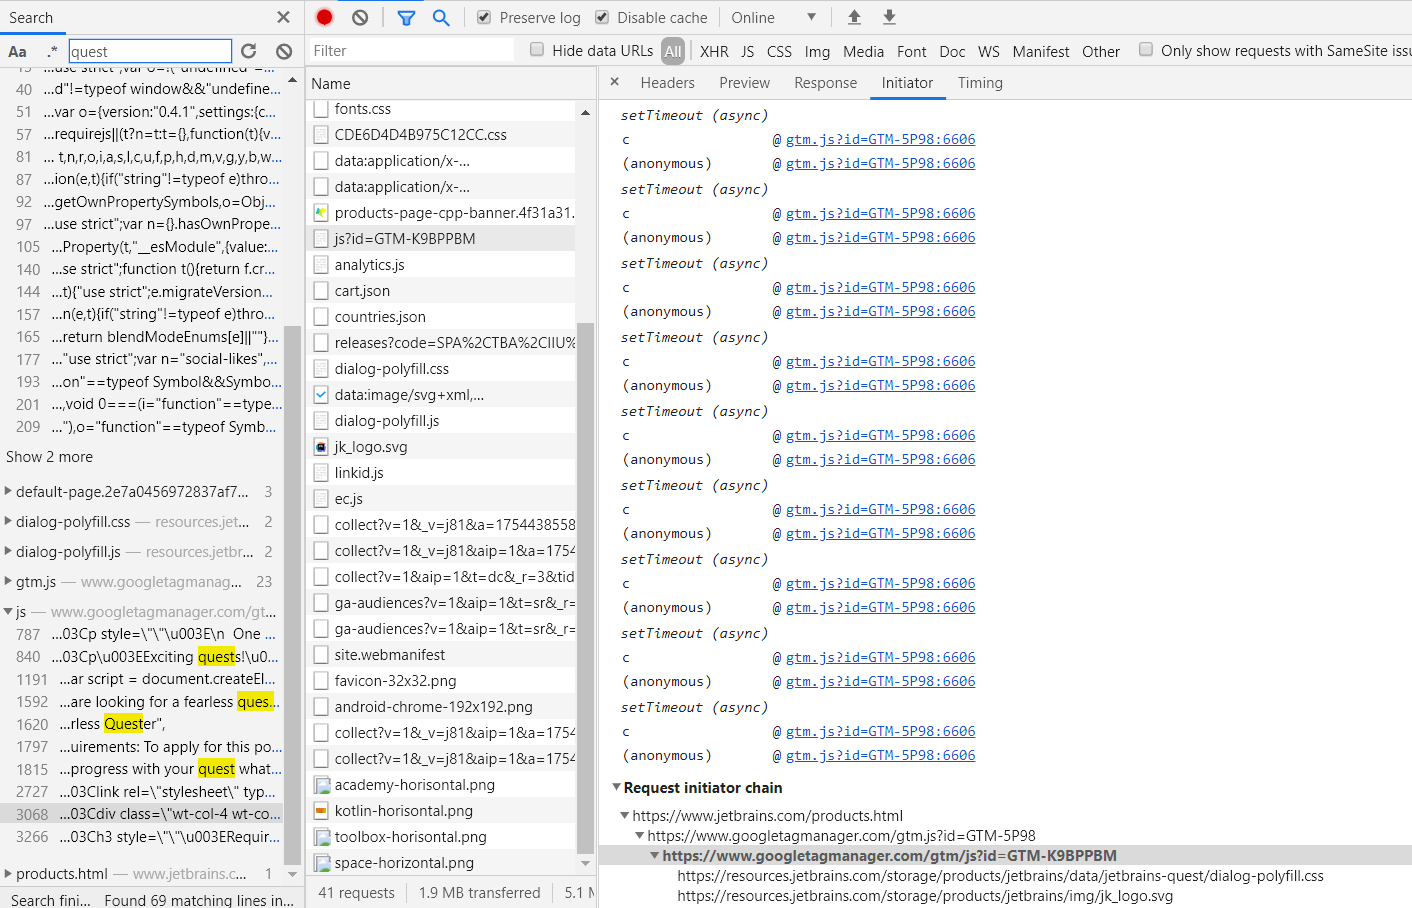 Search
Aa .* quest
19 ...use strict";var o=!("undefined"=...
40 ...d"!=typeof window&&"undefine...
51 ...var o={version:"0.4.1",settings:{c...
57 ...requirejs||(t?n=t:t={},function(t){v...
81 ... t,n,r,o,i,a,s,l,c,u,f,p,h,d,m,v,g,y,b,w...
87 ...ion(e,t){if("string"!=typeof e)thro...
92 ...getOwnPropertySymbols,o=Obj...
97 ...use strict";var n={}.hasOwnPrope...
105 ...Property(t,"__esModule",{value:...
140 ...se strict";function t(){return f.cr...
144 ...t){"use strict";e.migrateVersion...
157 ...n(e,t){if("string"!=typeof e)thro...
165 ...return blendModeEnums[e]||""}...
177 ..."use strict";var n="social-likes",...
193 ...on"==typeof Symbol&&Symbo...
201 ...,void 0===(i="function"==type...
209 ..."),o="function"==typeof Symb...
Show 2 more
default-page.2e7a0456972837af7... 3
dialog-polyfill.css — resources.jet... 2
dialog-polyfill.js — resources.jetbr... 2
gtm.js — www.googletagmanag... 23
js — www.googletagmanager.com/gt...
787 ...03Cp style=\"\"\u003E\n One ...
840 ...03Cp\u003EExciting quests!\u0...
1191 ...ar script = document.createEl...
1592 ...are looking for a fearless ques...
1620 ...rless Quester",
1797 ...uirements: To apply for this po...
1815 ...progress with your quest what...
2727 ...03Clink rel=\"stylesheet\" typ...
3068 ...03Cdiv class=\"wt-col-4 wt-co...
3266 ...03Ch3 style=\"\"\u003ERequir...
products.html — www.jetbrains.c... 1
Search fini... Found 69 matching lines in...
Preserve log Disable cache Online
Filter Hide data URLs All XHR JS CSS Img Media Font Doc WS Manifest Other Only show requests with SameSite issu
Name
fonts.css
CDE6D4D4B975C12CC.css
data:application/x-...
data:application/x-...
products-page-cpp-banner.4f31a31.
js?id=GTM-K9BPPBM
analytics.js
cart.json
countries.json
releases?code=SPA%2CTBA%2CIIU%
dialog-polyfill.css
data:image/svg+xml,...
dialog-polyfill.js
jk_logo.svg
linkid.js
ec.js
collect?v=1&_v=j81&a=1754438558
collect?v=1&_v=j81&aip=1&a=1754
collect?v=1&aip=1&t=dc&_r=3&tid
ga-audiences?v=1&aip=1&t=sr&_r=
ga-audiences?v=1&aip=1&t=sr&_r=
site.webmanifest
favicon-32x32.png
android-chrome-192x192.png
collect?v=1&_v=j81&aip=1&a=1754
collect?v=1&_v=j81&aip=1&a=1754
academy-horisontal.png
kotlin-horisontal.png
toolbox-horisontal.png
space-horizontal.png
41 requests 1.9 MB transferred 5.1 M
× Headers Preview Response Initiator Timing
setTimeout (async)
c @ gtm.js?id=GTM-5P98:6606
(anonymous) @ gtm.js?id=GTM-5P98:6606
setTimeout (async)
c @ gtm.js?id=GTM-5P98:6606
(anonymous) @ gtm.js?id=GTM-5P98:6606
setTimeout (async)
c @ gtm.js?id=GTM-5P98:6606
(anonymous) @ gtm.js?id=GTM-5P98:6606
setTimeout (async)
c @ gtm.js?id=GTM-5P98:6606
(anonymous) @ gtm.js?id=GTM-5P98:6606
setTimeout (async)
c @ gtm.js?id=GTM-5P98:6606
(anonymous) @ gtm.js?id=GTM-5P98:6606
setTimeout (async)
c @ gtm.js?id=GTM-5P98:6606
(anonymous) @ gtm.js?id=GTM-5P98:6606
setTimeout (async)
c @ gtm.js?id=GTM-5P98:6606
(anonymous) @ gtm.js?id=GTM-5P98:6606
setTimeout (async)
c @ gtm.js?id=GTM-5P98:6606
(anonymous) @ gtm.js?id=GTM-5P98:6606
setTimeout (async)
c @ gtm.js?id=GTM-5P98:6606
(anonymous) @ gtm.js?id=GTM-5P98:6606
Request initiator chain
https://www.jetbrains.com/products.html
https://www.googletagmanager.com/gtm.js?id=GTM-5P98
https://www.googletagmanager.com/gtm/js?id=GTM-K9BPPBM
https://resources.jetbrains.com/storage/products/jetbrains/data/jetbrains-quest/dialog-polyfill.css
https://resources.jetbrains.com/storage/products/jetbrains/img/jk_logo.svg